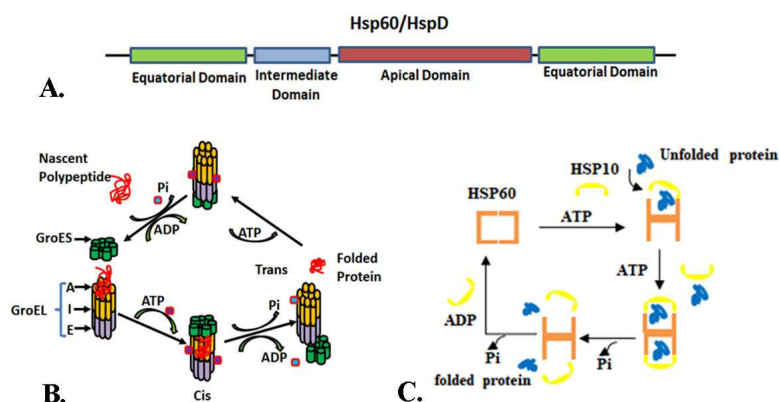 Hsp60/HspD
Equatorial Domain
Intermediate
Domain
Apical Domain
Equatorial Domain
A.
Nascent
Polypeptide
Pi
ADP
ATP
GroES
Folded
Protein
Trans
GroEL
A
I
E
ATP
Pi
ADP
Cis
B.
Unfolded protein
HSP10
HSP60
ATP
ATP
ADP
Pi
Pi
folded protein
C.